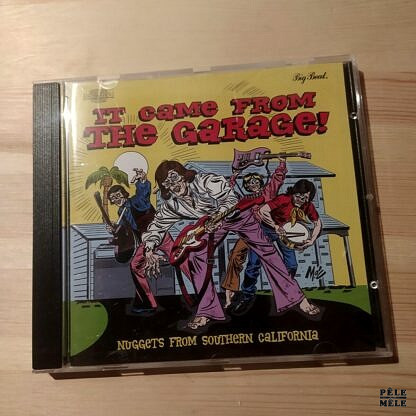 Big Beat.
IT CAME FROM
THE GARAGE!
NUGGETS FROM SOUTHERN CALIFORNIA
PÊLE
MÊLE